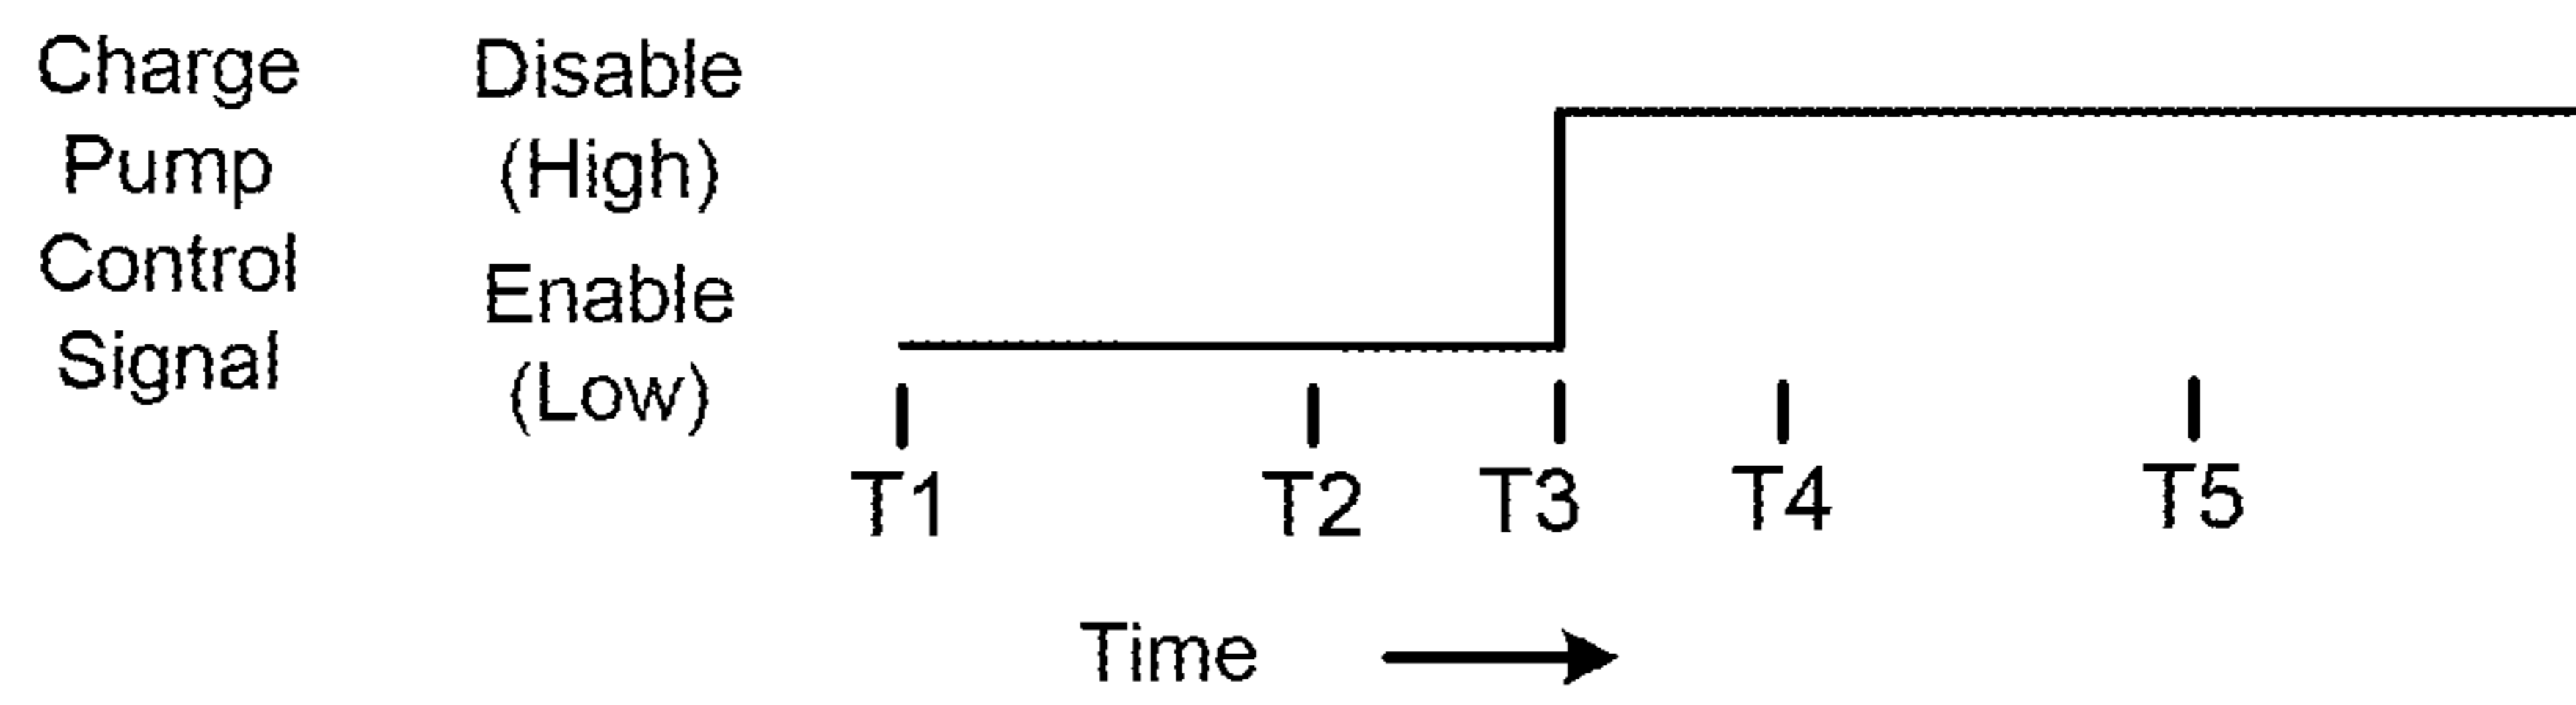 Charge
Pump
Control
Signal
Disable
(High)
Enable
(Low)
T1 T2 T3 T4 T5
Time